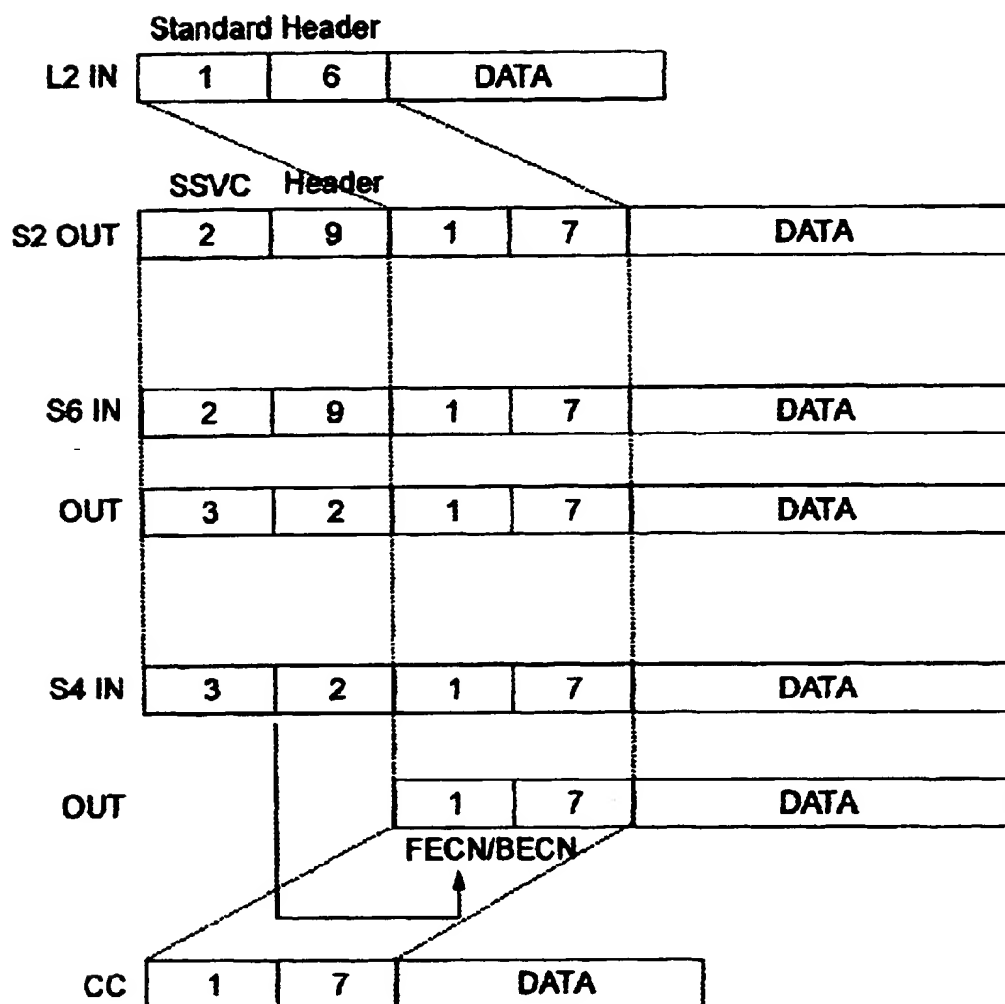 Standard Header
L2 IN 1 6 DATA
SSVC Header
S2 OUT 2 9 1 7 DATA
S6 IN 2 9 1 7 DATA
OUT 3 2 1 7 DATA
S4 IN 3 2 1 7 DATA
OUT 1 7 DATA
FECN/BECN
CC 1 7 DATA